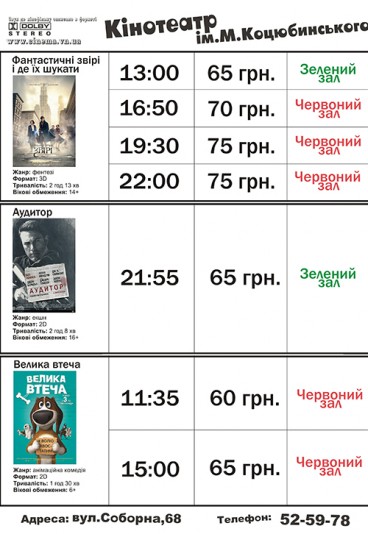 DOLBY
STEREO
www.cinema.vn.ua
Кінотеатр
ім.М.Коцюбинського
Фантастичні звірі
і де їх шукати
ЗВІРІ
Жанр: фентезі
Формат: 3D
Тривалість: 2 год 13 хв
Вікові обмеження: 14+
13:00 65 грн. Зелений зал
16:50 70 грн. Червоний зал
19:30 75 грн. Червоний зал
22:00 75 грн. Червоний зал
Аудитор
АУДИТОР
Жанр: екшн
Формат: 2D
Тривалість: 2 год 8 хв
Вікові обмеження: 16+
21:55 65 грн. Зелений зал
Велика втеча
ВЕЛИКА
ВТЕЧА
Жанр: анімаційна комедія
Формат: 2D
Тривалість: 1 год 30 хв
Вікові обмеження: 6+
11:35 60 грн. Червоний зал
15:00 65 грн. Червоний зал
Адреса: вул.Соборна,68 Телефон: 52-59-78